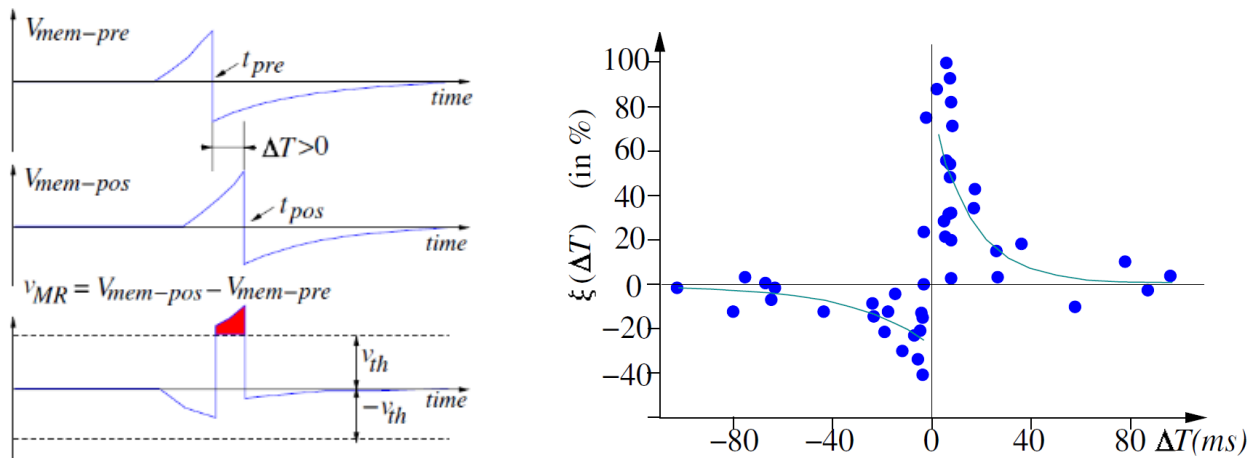 Vmem−pre
tpre
time
ΔT>0
Vmem−pos
tpos
time
vMR = Vmem−pos − Vmem−pre
vth
time
−vth
ξ(ΔT) (in %)
100
80
60
40
20
0
−20
−40
−80
−40
0
40
80
ΔT(ms)